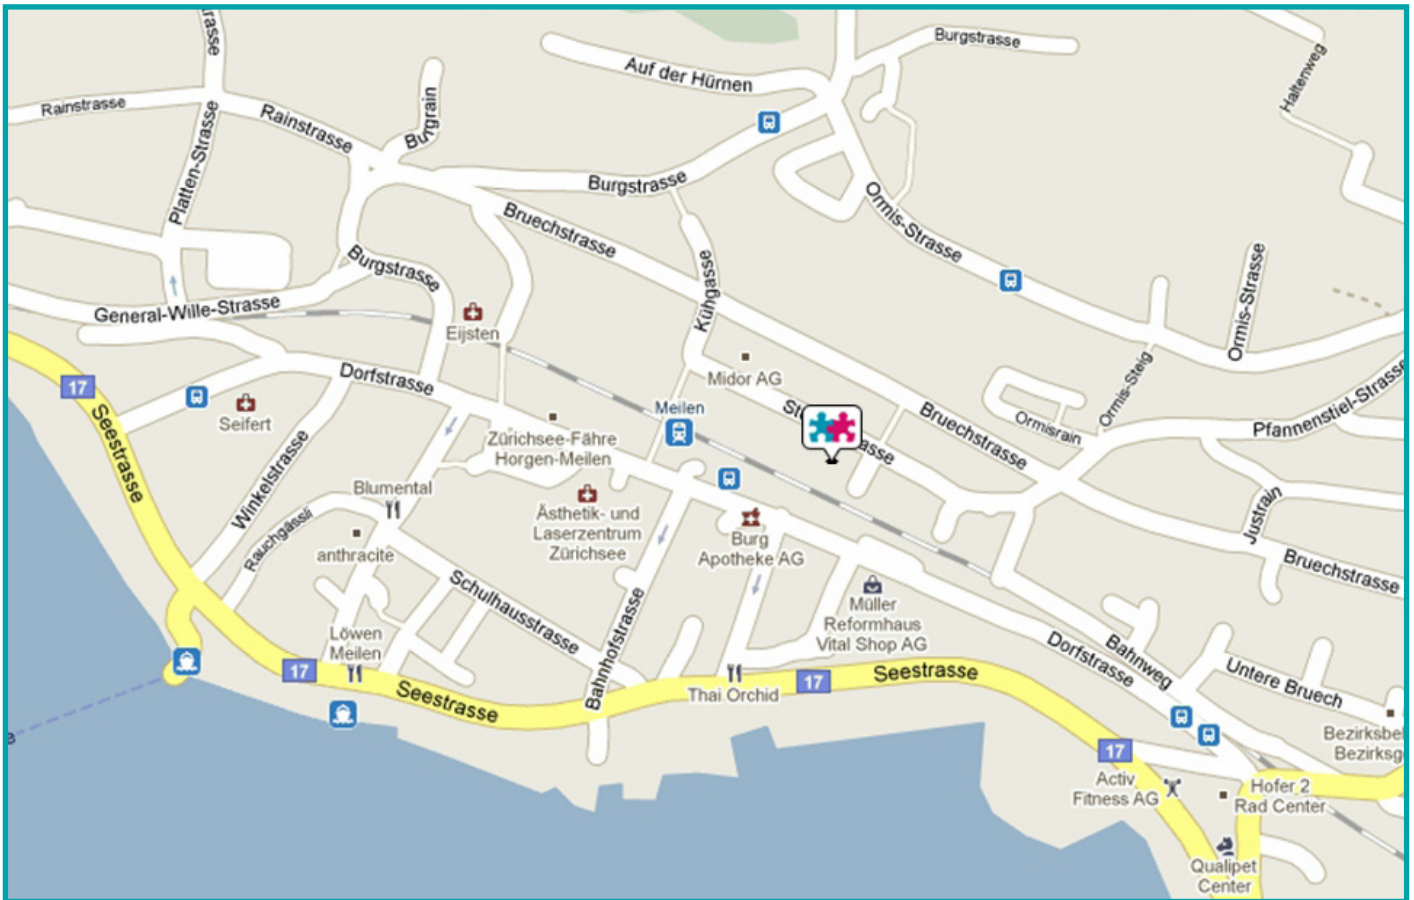 Burgstrasse
Auf der Hürnen
Haltenweg
Rainstrasse
Rainstrasse
Burgrain
Platten-Strasse
Burgstrasse
Bruechstrasse
Ormis-Strasse
Burgstrasse
Kühgasse
Ormis-Strasse
General-Wille-Strasse
Eijsten
Dorfstrasse
Midor AG
Ormis-Steig
17
Seestrasse
Seifert
Meilen
Bruechstrasse
Ormisrain
Pfannenstiel-Strasse
Zürichsee-Fähre
Horgen-Meilen
Winkelstrasse
Blumental
Rauchgässli
anthracite
Ästhetik- und
Laserzentrum
Zürichsee
Burg
Apotheke AG
Justrain
Bruechstrasse
Schulhausstrasse
Bahnhofstrasse
Müller
Reformhaus
Vital Shop AG
Löwen
Meilen
17
Seestrasse
Thai Orchid
17
Seestrasse
Dorfstrasse
Bahnweg
Untere Bruech
17
Activ
Fitness AG
Hofer 2
Rad Center
Qualipet
Center